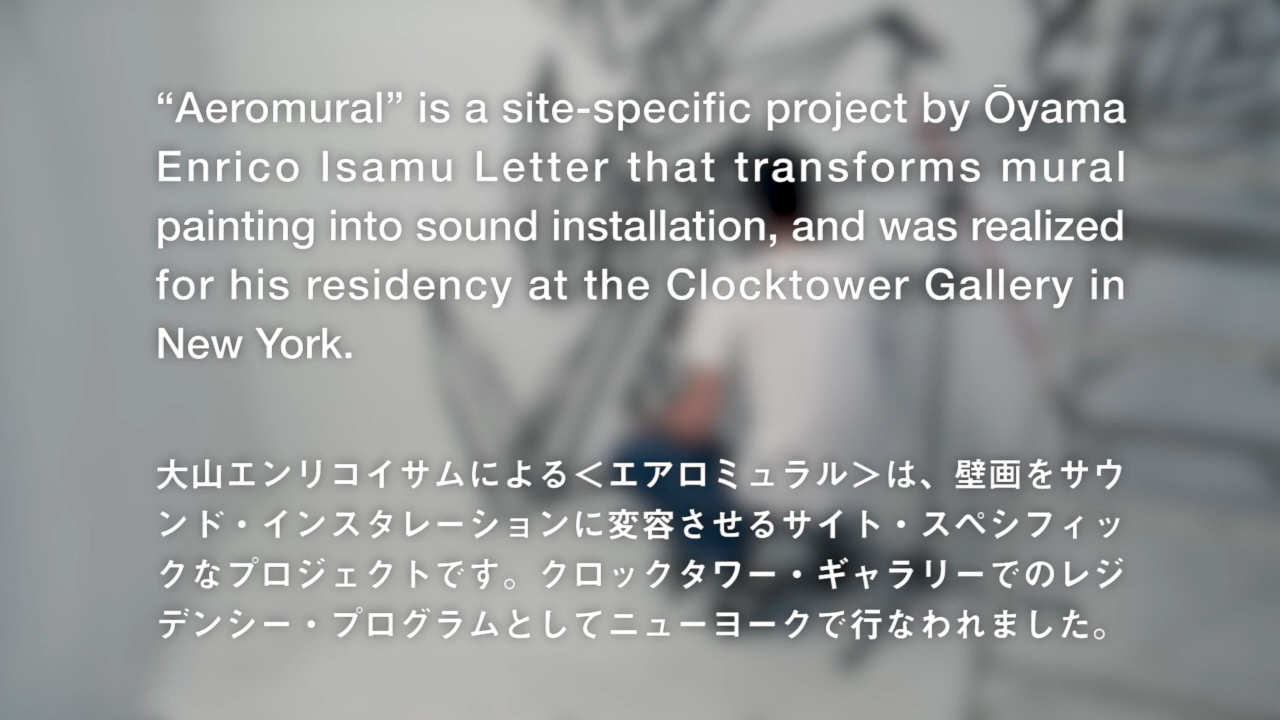 “Aeromural” is a site-specific project by Ōyama
Enrico Isamu Letter that transforms mural
painting into sound installation, and was realized
for his residency at the Clocktower Gallery in
New York.
大山エンリコイサムによる＜エアロミュラル＞は、壁画をサウ
ンド・インスタレーションに変容させるサイト・スペシフィッ
クなプロジェクトです。クロックタワー・ギャラリーでのレジ
デンシー・プログラムとしてニューヨークで行なわれました。